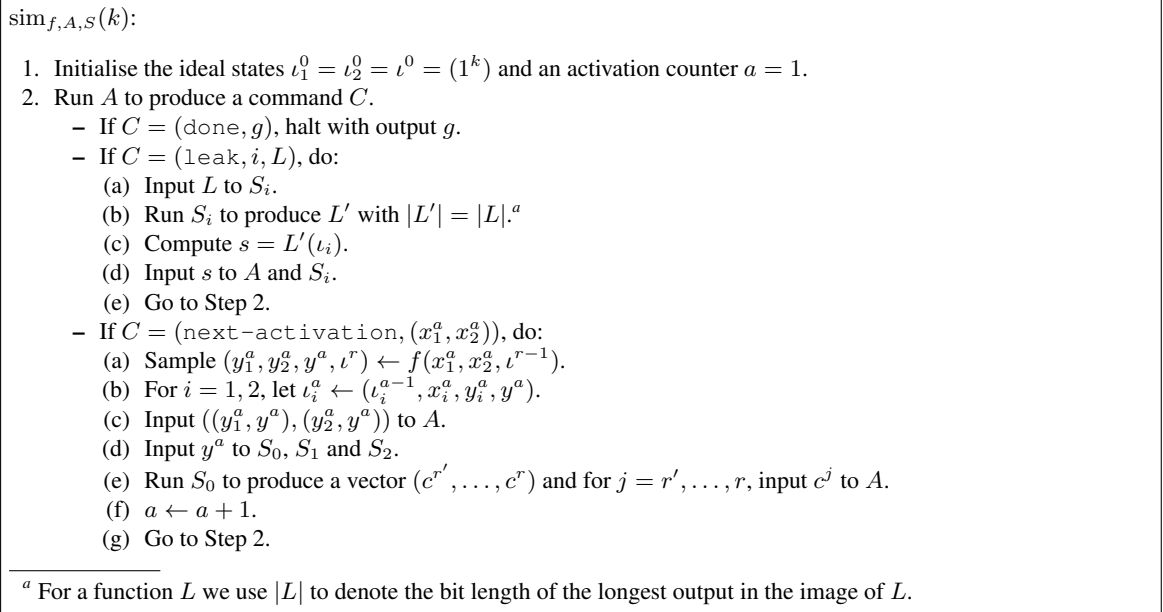 sim_{f,A,S}(k):
1. Initialise the ideal states ι_1^0 = ι_2^0 = ι^0 = (1^k) and an activation counter a = 1.
2. Run A to produce a command C.
– If C = (done, g), halt with output g.
– If C = (leak, i, L), do:
(a) Input L to S_i.
(b) Run S_i to produce L′ with |L′| = |L|.^a
(c) Compute s = L′(ι_i).
(d) Input s to A and S_i.
(e) Go to Step 2.
– If C = (next-activation, (x_1^a, x_2^a)), do:
(a) Sample (y_1^a, y_2^a, y^a, ι^r) ← f(x_1^a, x_2^a, ι^{r−1}).
(b) For i = 1, 2, let ι_i^a ← (ι_i^{a−1}, x_i^a, y_i^a, y^a).
(c) Input ((y_1^a, y^a), (y_2^a, y^a)) to A.
(d) Input y^a to S_0, S_1 and S_2.
(e) Run S_0 to produce a vector (c^{r′}, . . . , c^r) and for j = r′, . . . , r, input c^j to A.
(f) a ← a + 1.
(g) Go to Step 2.
^a For a function L we use |L| to denote the bit length of the longest output in the image of L.